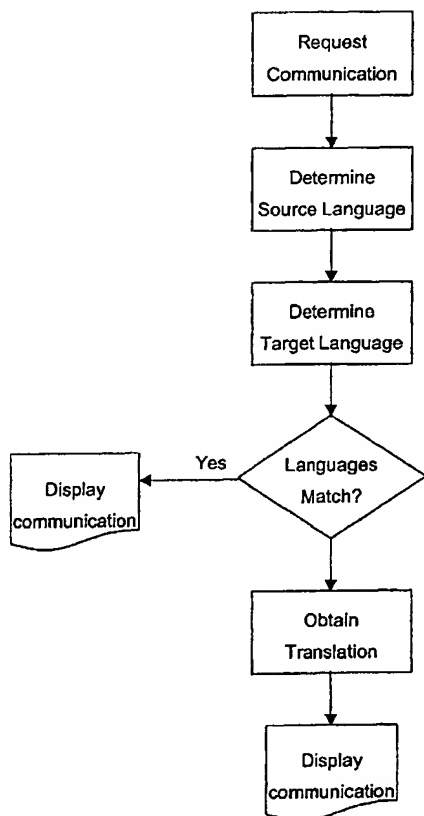 Request
Communication
Determine
Source Language
Determine
Target Language
Languages
Match?
Yes
Display
communication
Obtain
Translation
Display
communication